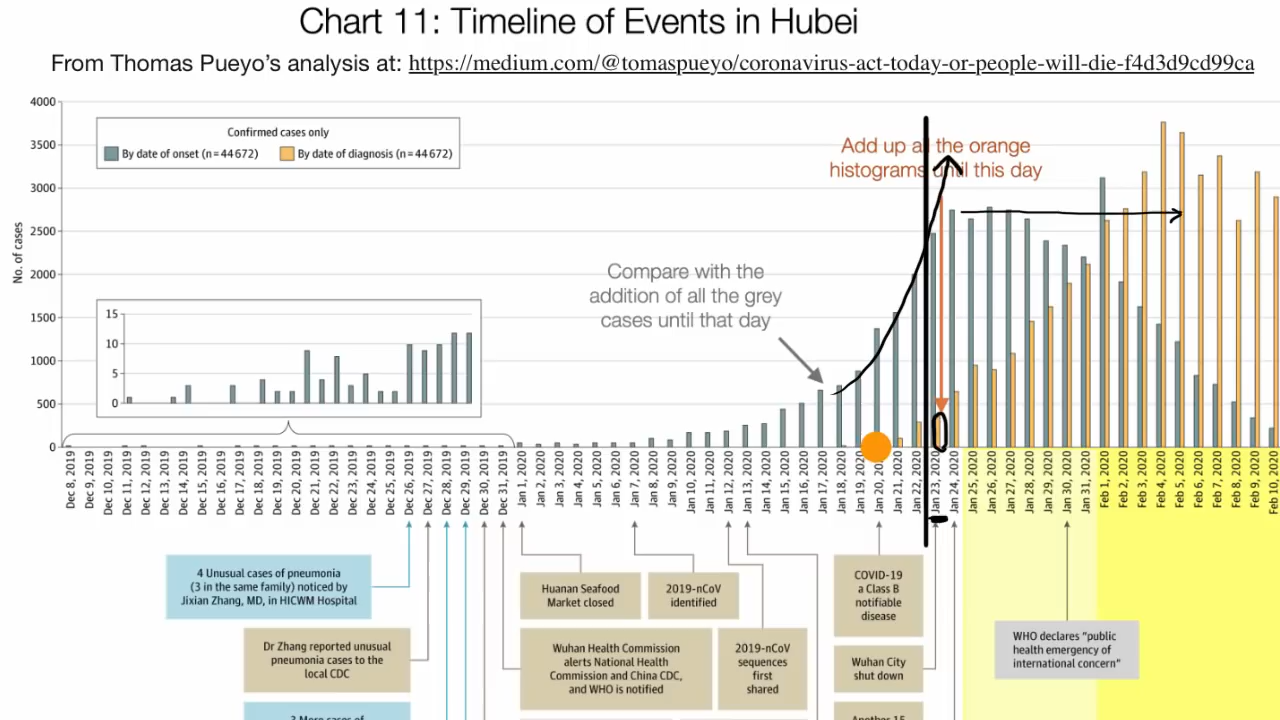 Chart 11: Timeline of Events in Hubei
From Thomas Pueyo's analysis at: https://medium.com/@tomaspueyo/coronavirus-act-today-or-people-will-die-f4d3d9cd99ca
Confirmed cases only
By date of onset (n=44672)
By date of diagnosis (n=44672)
Add up all the orange
histograms until this day
Compare with the
addition of all the grey
cases until that day
No. of cases
4000
3500
3000
2500
2000
1500
1000
500
0
15
10
5
0
Dec 8, 2019
Dec 9, 2019
Dec 10, 2019
Dec 11, 2019
Dec 12, 2019
Dec 13, 2019
Dec 14, 2019
Dec 15, 2019
Dec 16, 2019
Dec 17, 2019
Dec 18, 2019
Dec 19, 2019
Dec 20, 2019
Dec 21, 2019
Dec 22, 2019
Dec 23, 2019
Dec 24, 2019
Dec 25, 2019
Dec 26, 2019
Dec 27, 2019
Dec 28, 2019
Dec 29, 2019
Dec 30, 2019
Dec 31, 2019
Jan 1, 2020
Jan 2, 2020
Jan 3, 2020
Jan 4, 2020
Jan 5, 2020
Jan 6, 2020
Jan 7, 2020
Jan 8, 2020
Jan 9, 2020
Jan 10, 2020
Jan 11, 2020
Jan 12, 2020
Jan 13, 2020
Jan 14, 2020
Jan 15, 2020
Jan 16, 2020
Jan 17, 2020
Jan 18, 2020
Jan 19, 2020
Jan 20, 2020
Jan 21, 2020
Jan 22, 2020
Jan 23, 2020
Jan 24, 2020
Jan 25, 2020
Jan 26, 2020
Jan 27, 2020
Jan 28, 2020
Jan 29, 2020
Jan 30, 2020
Jan 31, 2020
Feb 1, 2020
Feb 2, 2020
Feb 3, 2020
Feb 4, 2020
Feb 5, 2020
Feb 6, 2020
Feb 7, 2020
Feb 8, 2020
Feb 9, 2020
Feb 10, 2020
4 Unusual cases of pneumonia
(3 in the same family) noticed by
Jixian Zhang, MD, in HICWM Hospital
Dr Zhang reported unusual
pneumonia cases to the
local CDC
3 More cases of
Huanan Seafood
Market closed
2019-nCoV
identified
Wuhan Health Commission
alerts National Health
Commission and China CDC,
and WHO is notified
2019-nCoV
sequences
first
shared
COVID-19
a Class B
notifiable
disease
Wuhan City
shut down
Another 15
WHO declares "public
health emergency of
international concern"